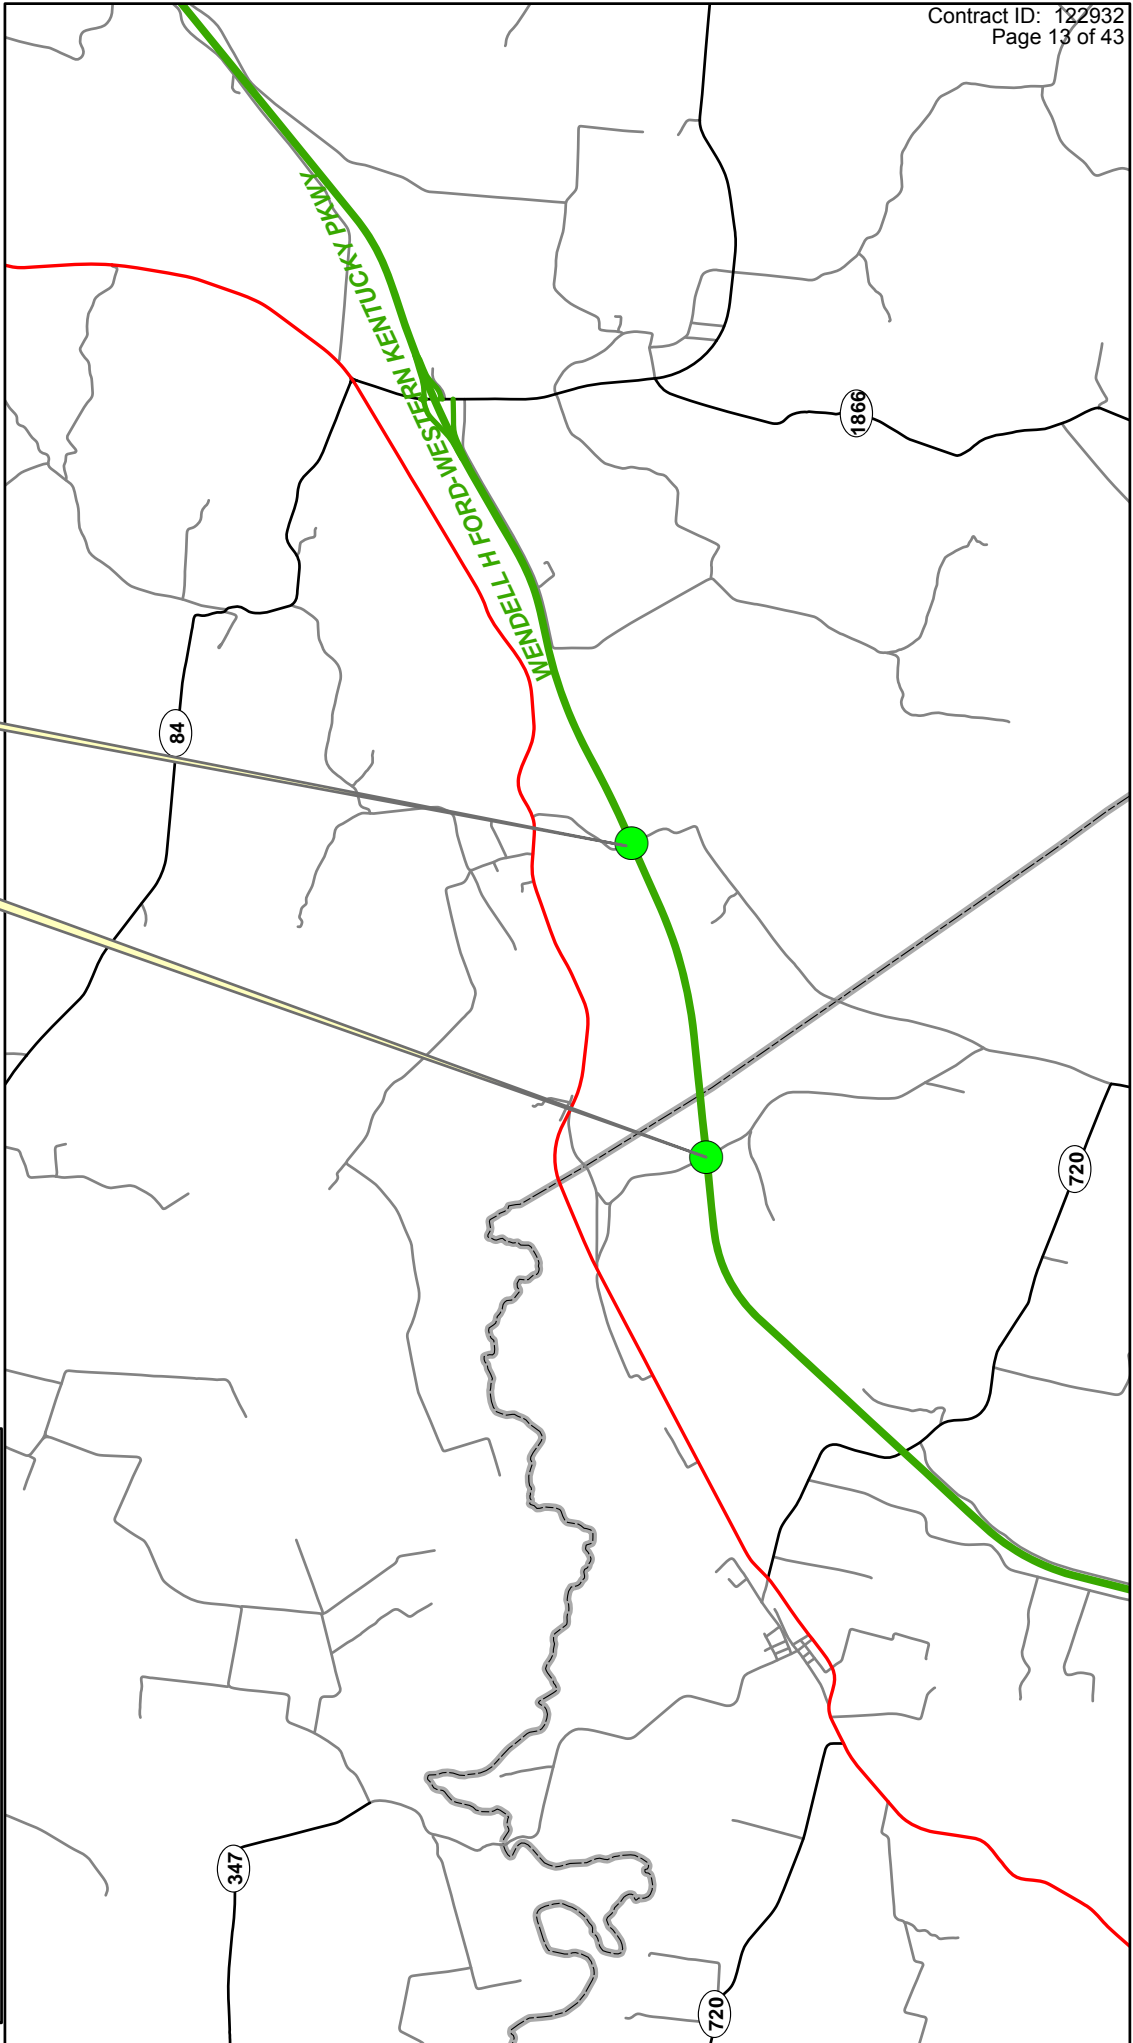 Contract ID: 122932
Page 13 of 43
WENDELL H FORD-WESTERN KENTUCKY PKWY
1866
84
720
347
720